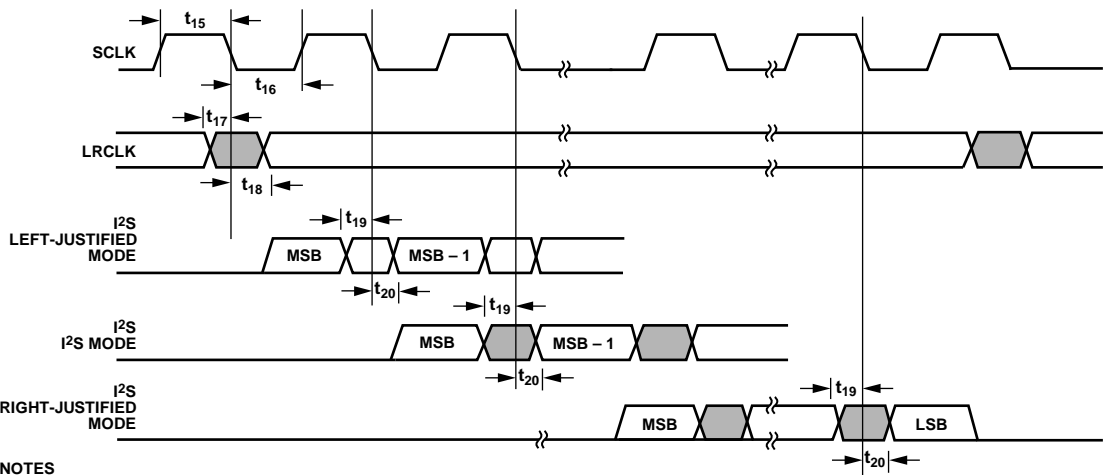 t15
SCLK
t16
t17
LRCLK
t18
I2S
LEFT-JUSTIFIED
MODE
t19
MSB
MSB – 1
t20
I2S
I2S MODE
t19
MSB
MSB – 1
t20
I2S
RIGHT-JUSTIFIED
MODE
t19
MSB
LSB
t20
NOTES